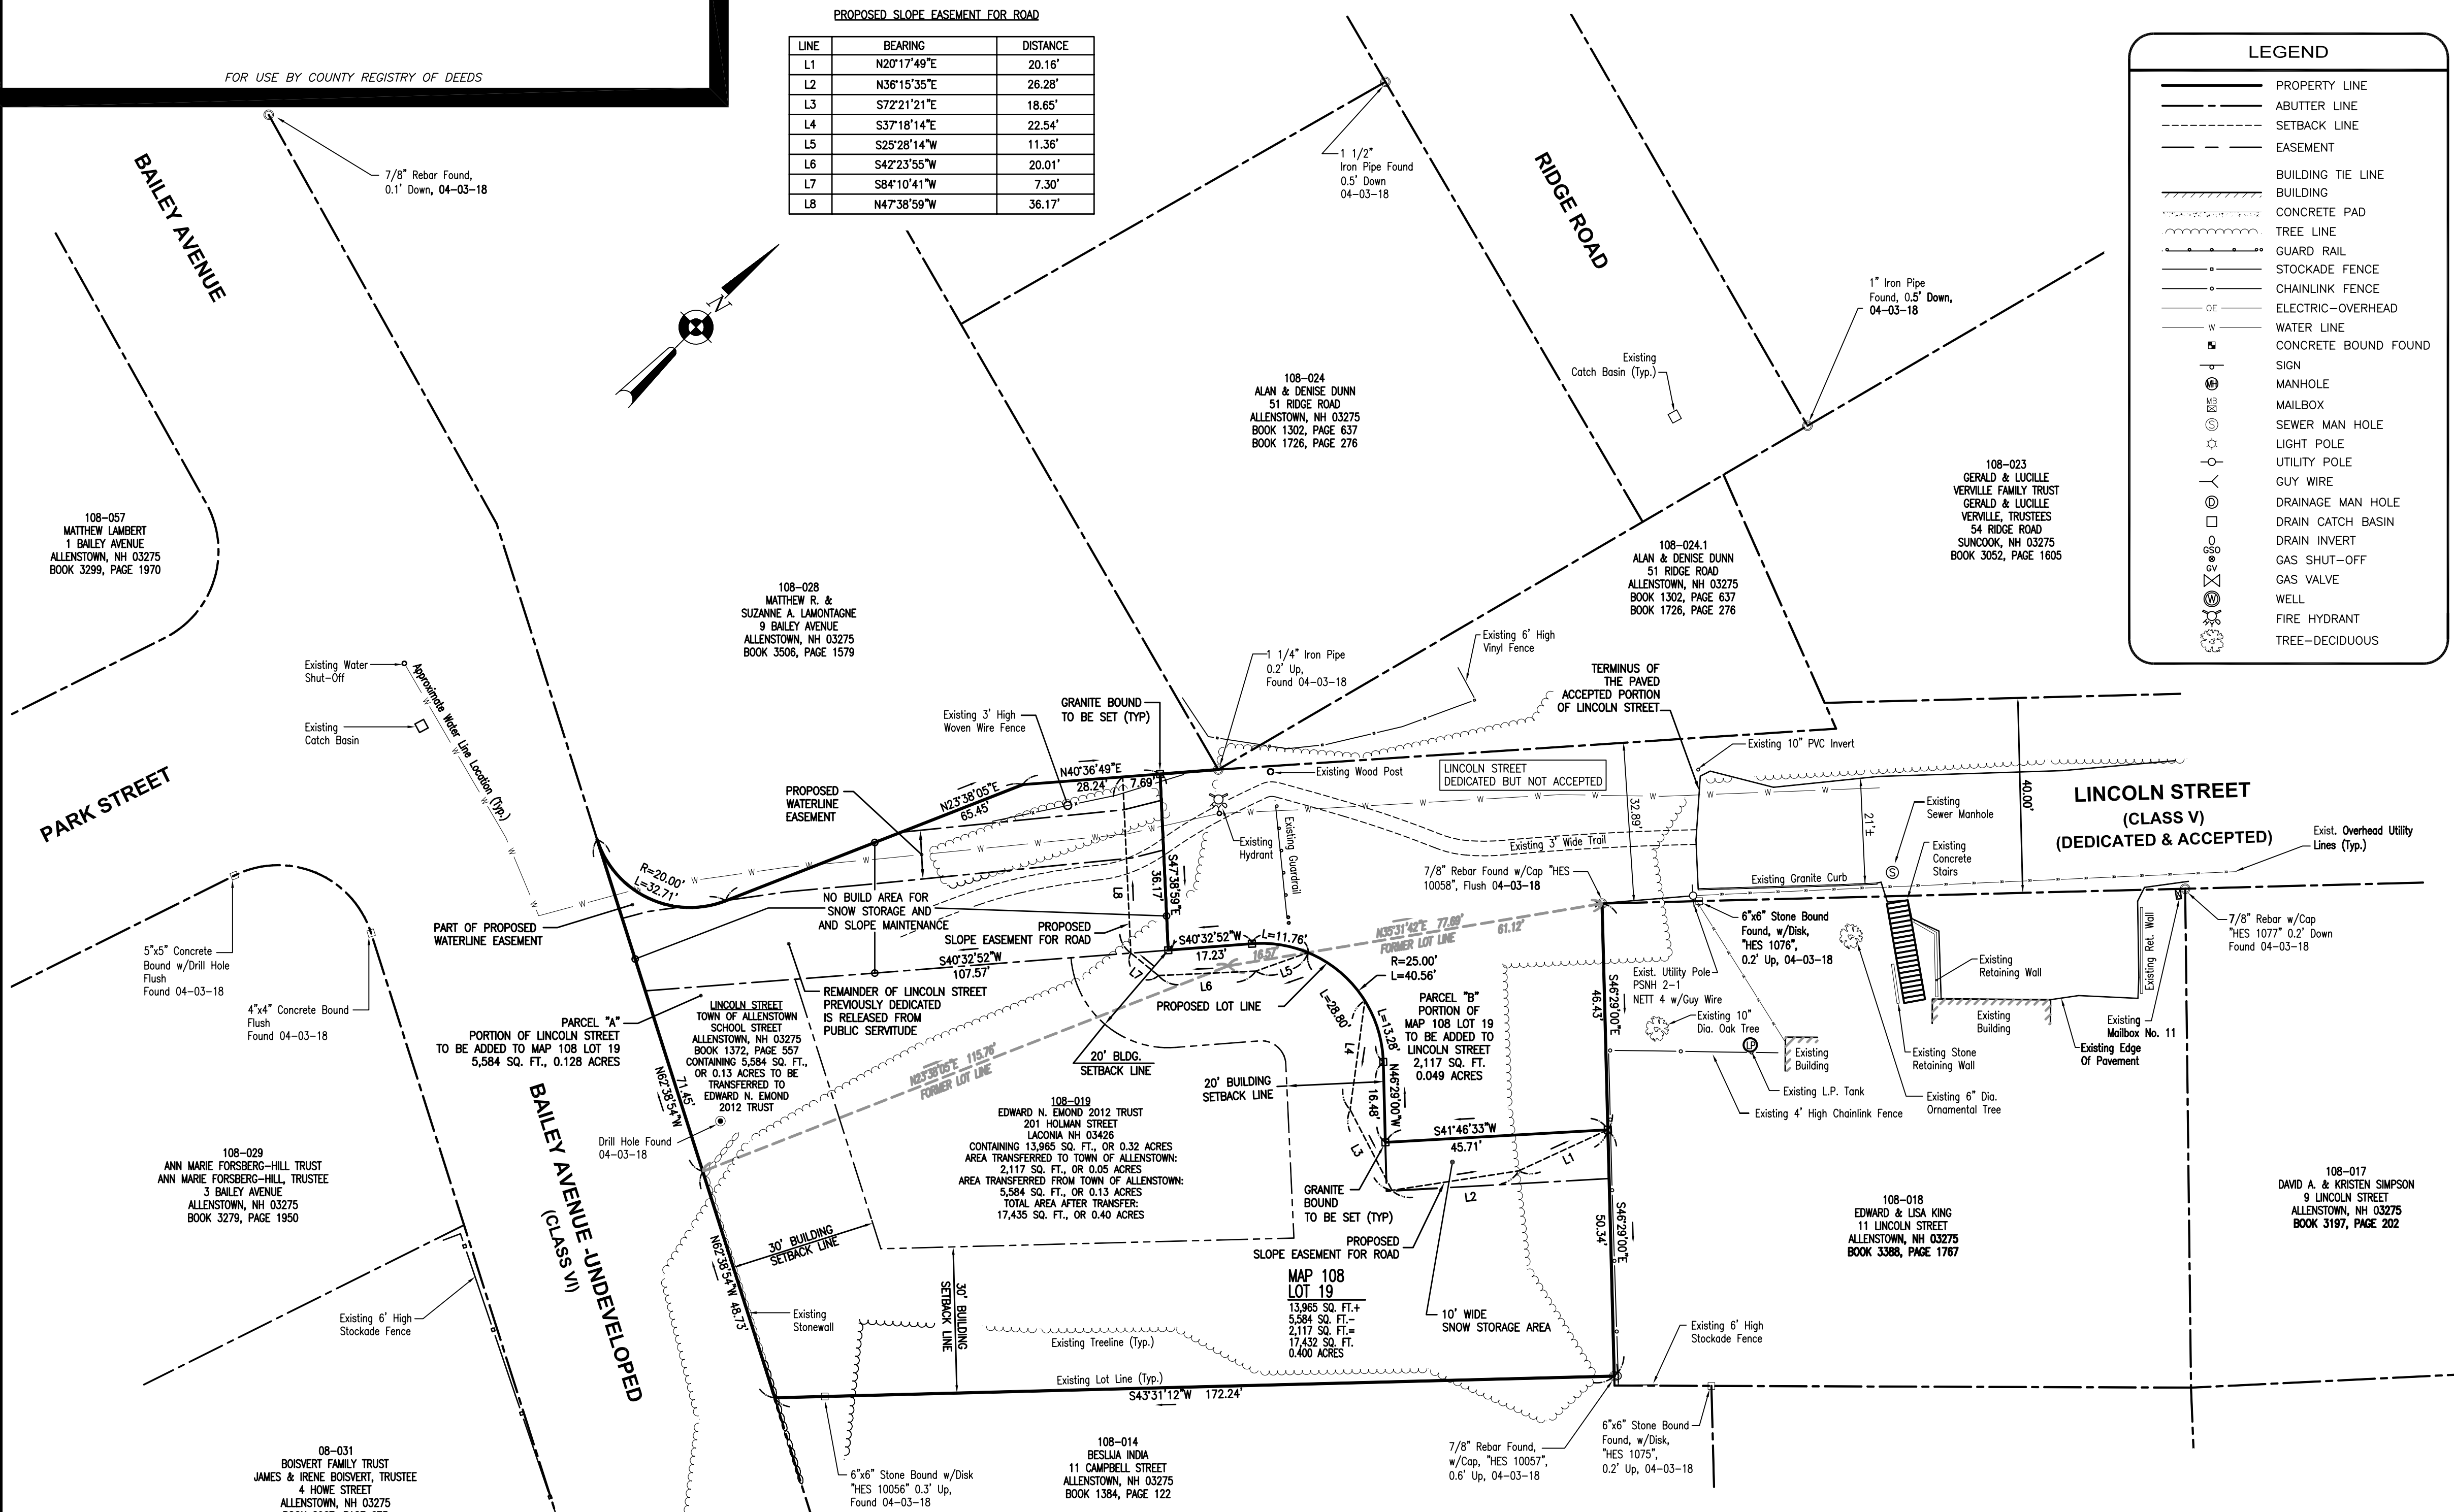 FOR USE BY COUNTY REGISTRY OF DEEDS
PROPOSED SLOPE EASEMENT FOR ROAD
LINE BEARING DISTANCE
L1 N20°17'49"E 20.16'
L2 N36°15'35"E 26.28'
L3 S72°21'21"E 18.65'
L4 S37°18'14"E 22.54'
L5 S25°28'14"W 11.36'
L6 S42°23'55"W 20.01'
L7 S84°10'41"W 7.30'
L8 N47°38'59"W 36.17'
LEGEND
PROPERTY LINE
ABUTTER LINE
SETBACK LINE
EASEMENT
BUILDING TIE LINE
BUILDING
CONCRETE PAD
TREE LINE
GUARD RAIL
STOCKADE FENCE
CHAINLINK FENCE
OE ELECTRIC-OVERHEAD
W WATER LINE
CONCRETE BOUND FOUND
SIGN
MH MANHOLE
MB MAILBOX
S SEWER MAN HOLE
LIGHT POLE
UTILITY POLE
GUY WIRE
D DRAINAGE MAN HOLE
DRAIN CATCH BASIN
DRAIN INVERT
GSO GAS SHUT-OFF
GV GAS VALVE
W WELL
FIRE HYDRANT
TREE-DECIDUOUS
BAILEY AVENUE
7/8" Rebar Found,
0.1' Down, 04-03-18
N
1 1/2"
Iron Pipe Found
0.5' Down
04-03-18
RIDGE ROAD
1" Iron Pipe
Found, 0.5' Down,
04-03-18
Existing
Catch Basin (Typ.)
108-024
ALAN & DENISE DUNN
51 RIDGE ROAD
ALLENSTOWN, NH 03275
BOOK 1302, PAGE 637
BOOK 1726, PAGE 276
108-023
GERALD & LUCILLE
VERVILLE FAMILY TRUST
GERALD & LUCILLE
VERVILLE, TRUSTEES
54 RIDGE ROAD
SUNCOOK, NH 03275
BOOK 3052, PAGE 1605
108-024.1
ALAN & DENISE DUNN
51 RIDGE ROAD
ALLENSTOWN, NH 03275
BOOK 1302, PAGE 637
BOOK 1726, PAGE 276
108-057
MATTHEW LAMBERT
1 BAILEY AVENUE
ALLENSTOWN, NH 03275
BOOK 3299, PAGE 1970
108-028
MATTHEW R. &
SUZANNE A. LAMONTAGNE
9 BAILEY AVENUE
ALLENSTOWN, NH 03275
BOOK 3506, PAGE 1579
Existing Water
Shut-Off
Existing
Catch Basin
Approximate Water Line Location (Typ.)
PARK STREET
Existing 3' High
Woven Wire Fence
GRANITE BOUND
TO BE SET (TYP)
1 1/4" Iron Pipe
0.2' Up,
Found 04-03-18
Existing 6' High
Vinyl Fence
TERMINUS OF
THE PAVED
ACCEPTED PORTION
OF LINCOLN STREET
Existing 10" PVC Invert
Existing Wood Post
LINCOLN STREET
DEDICATED BUT NOT ACCEPTED
32.89'
21'±
40.00'
LINCOLN STREET
(CLASS V)
(DEDICATED & ACCEPTED)
Existing
Sewer Manhole
Exist. Overhead Utility
Lines (Typ.)
Existing
Concrete
Stairs
PROPOSED
WATERLINE
EASEMENT
N23°38'05"E
65.45'
N40°36'49"E
28.24'
7.69'
Existing
Hydrant
Existing Guardrail
Existing 3' Wide Trail
Existing Granite Curb
7/8" Rebar Found w/Cap "HES
10058", Flush 04-03-18
R=20.00'
L=32.71'
S47°38'59"E
36.17'
L8
NO BUILD AREA FOR
SNOW STORAGE AND
AND SLOPE MAINTENANCE
PART OF PROPOSED
WATERLINE EASEMENT
PROPOSED
SLOPE EASEMENT FOR ROAD
S40°32'52"W
17.23'
L=11.76'
N35°31'42"E 77.69'
FORMER LOT LINE
61.12'
16.57'
6"x6" Stone Bound
Found, w/Disk,
"HES 1076",
0.2' Up, 04-03-18
7/8" Rebar w/Cap
"HES 1077" 0.2' Down
Found 04-03-18
5"x5" Concrete
Bound w/Drill Hole
Flush
Found 04-03-18
S40°32'52"W
107.57'
L7
L6
L5
R=25.00'
L=40.56'
Exist. Utility Pole
PSNH 2-1
NETT 4 w/Guy Wire
Existing
Retaining Wall
Existing Ret. Wall
4"x4" Concrete Bound
Flush
Found 04-03-18
PARCEL "A"
PORTION OF LINCOLN STREET
TO BE ADDED TO MAP 108 LOT 19
5,584 SQ. FT., 0.128 ACRES
LINCOLN STREET
TOWN OF ALLENSTOWN
SCHOOL STREET
ALLENSTOWN, NH 03275
BOOK 1372, PAGE 557
CONTAINING 5,584 SQ. FT.,
OR 0.13 ACRES TO BE
TRANSFERRED TO
EDWARD N. EMOND
2012 TRUST
REMAINDER OF LINCOLN STREET
PREVIOUSLY DEDICATED
IS RELEASED FROM
PUBLIC SERVITUDE
PROPOSED LOT LINE
L=28.80'
L=13.28'
PARCEL "B"
PORTION OF
MAP 108 LOT 19
TO BE ADDED TO
LINCOLN STREET
2,117 SQ. FT.
0.049 ACRES
S46°29'00"E
46.43'
Existing 10"
Dia. Oak Tree
LP
Existing
Building
Existing L.P. Tank
Existing 4' High Chainlink Fence
Existing Stone
Retaining Wall
Existing 6" Dia.
Ornamental Tree
Existing
Building
Existing
Mailbox No. 11
Existing Edge
Of Pavement
N23°38'05"E 115.76'
FORMER LOT LINE
20' BLDG.
SETBACK LINE
L4
20' BUILDING
SETBACK LINE
N46°29'00"W
16.48'
71.45'
N62°38'54"W
Drill Hole Found
04-03-18
BAILEY AVENUE -UNDEVELOPED
(CLASS VI)
108-019
EDWARD N. EMOND 2012 TRUST
201 HOLMAN STREET
LACONIA NH 03426
CONTAINING 13,965 SQ. FT., OR 0.32 ACRES
AREA TRANSFERRED TO TOWN OF ALLENSTOWN:
2,117 SQ. FT., OR 0.05 ACRES
AREA TRANSFERRED FROM TOWN OF ALLENSTOWN:
5,584 SQ. FT., OR 0.13 ACRES
TOTAL AREA AFTER TRANSFER:
17,435 SQ. FT., OR 0.40 ACRES
S41°46'33"W
45.71'
L3
L1
L2
GRANITE
BOUND
TO BE SET (TYP)
PROPOSED
SLOPE EASEMENT FOR ROAD
S46°29'00"E
50.34'
108-029
ANN MARIE FORSBERG-HILL TRUST
ANN MARIE FORSBERG-HILL, TRUSTEE
3 BAILEY AVENUE
ALLENSTOWN, NH 03275
BOOK 3279, PAGE 1950
108-018
EDWARD & LISA KING
11 LINCOLN STREET
ALLENSTOWN, NH 03275
BOOK 3388, PAGE 1767
108-017
DAVID A. & KRISTEN SIMPSON
9 LINCOLN STREET
ALLENSTOWN, NH 03275
BOOK 3197, PAGE 202
30' BUILDING
SETBACK LINE
N62°38'54"W 48.73'
30' BUILDING
SETBACK LINE
MAP 108
LOT 19
13,965 SQ. FT.+
5,584 SQ. FT.-
2,117 SQ. FT.=
17,432 SQ. FT.
0.400 ACRES
10' WIDE
SNOW STORAGE AREA
Existing 6' High
Stockade Fence
Existing
Stonewall
Existing Treeline (Typ.)
Existing 6' High
Stockade Fence
Existing Lot Line (Typ.)
S43°31'12"W 172.24'
08-031
BOISVERT FAMILY TRUST
JAMES & IRENE BOISVERT, TRUSTEE
4 HOWE STREET
ALLENSTOWN, NH 03275
6"x6" Stone Bound w/Disk
"HES 10056" 0.3' Up,
Found 04-03-18
108-014
BESLIJA INDIA
11 CAMPBELL STREET
ALLENSTOWN, NH 03275
BOOK 1384, PAGE 122
7/8" Rebar Found,
w/Cap, "HES 10057",
0.6' Up, 04-03-18
6"x6" Stone Bound
Found, w/Disk,
"HES 1075",
0.2' Up, 04-03-18